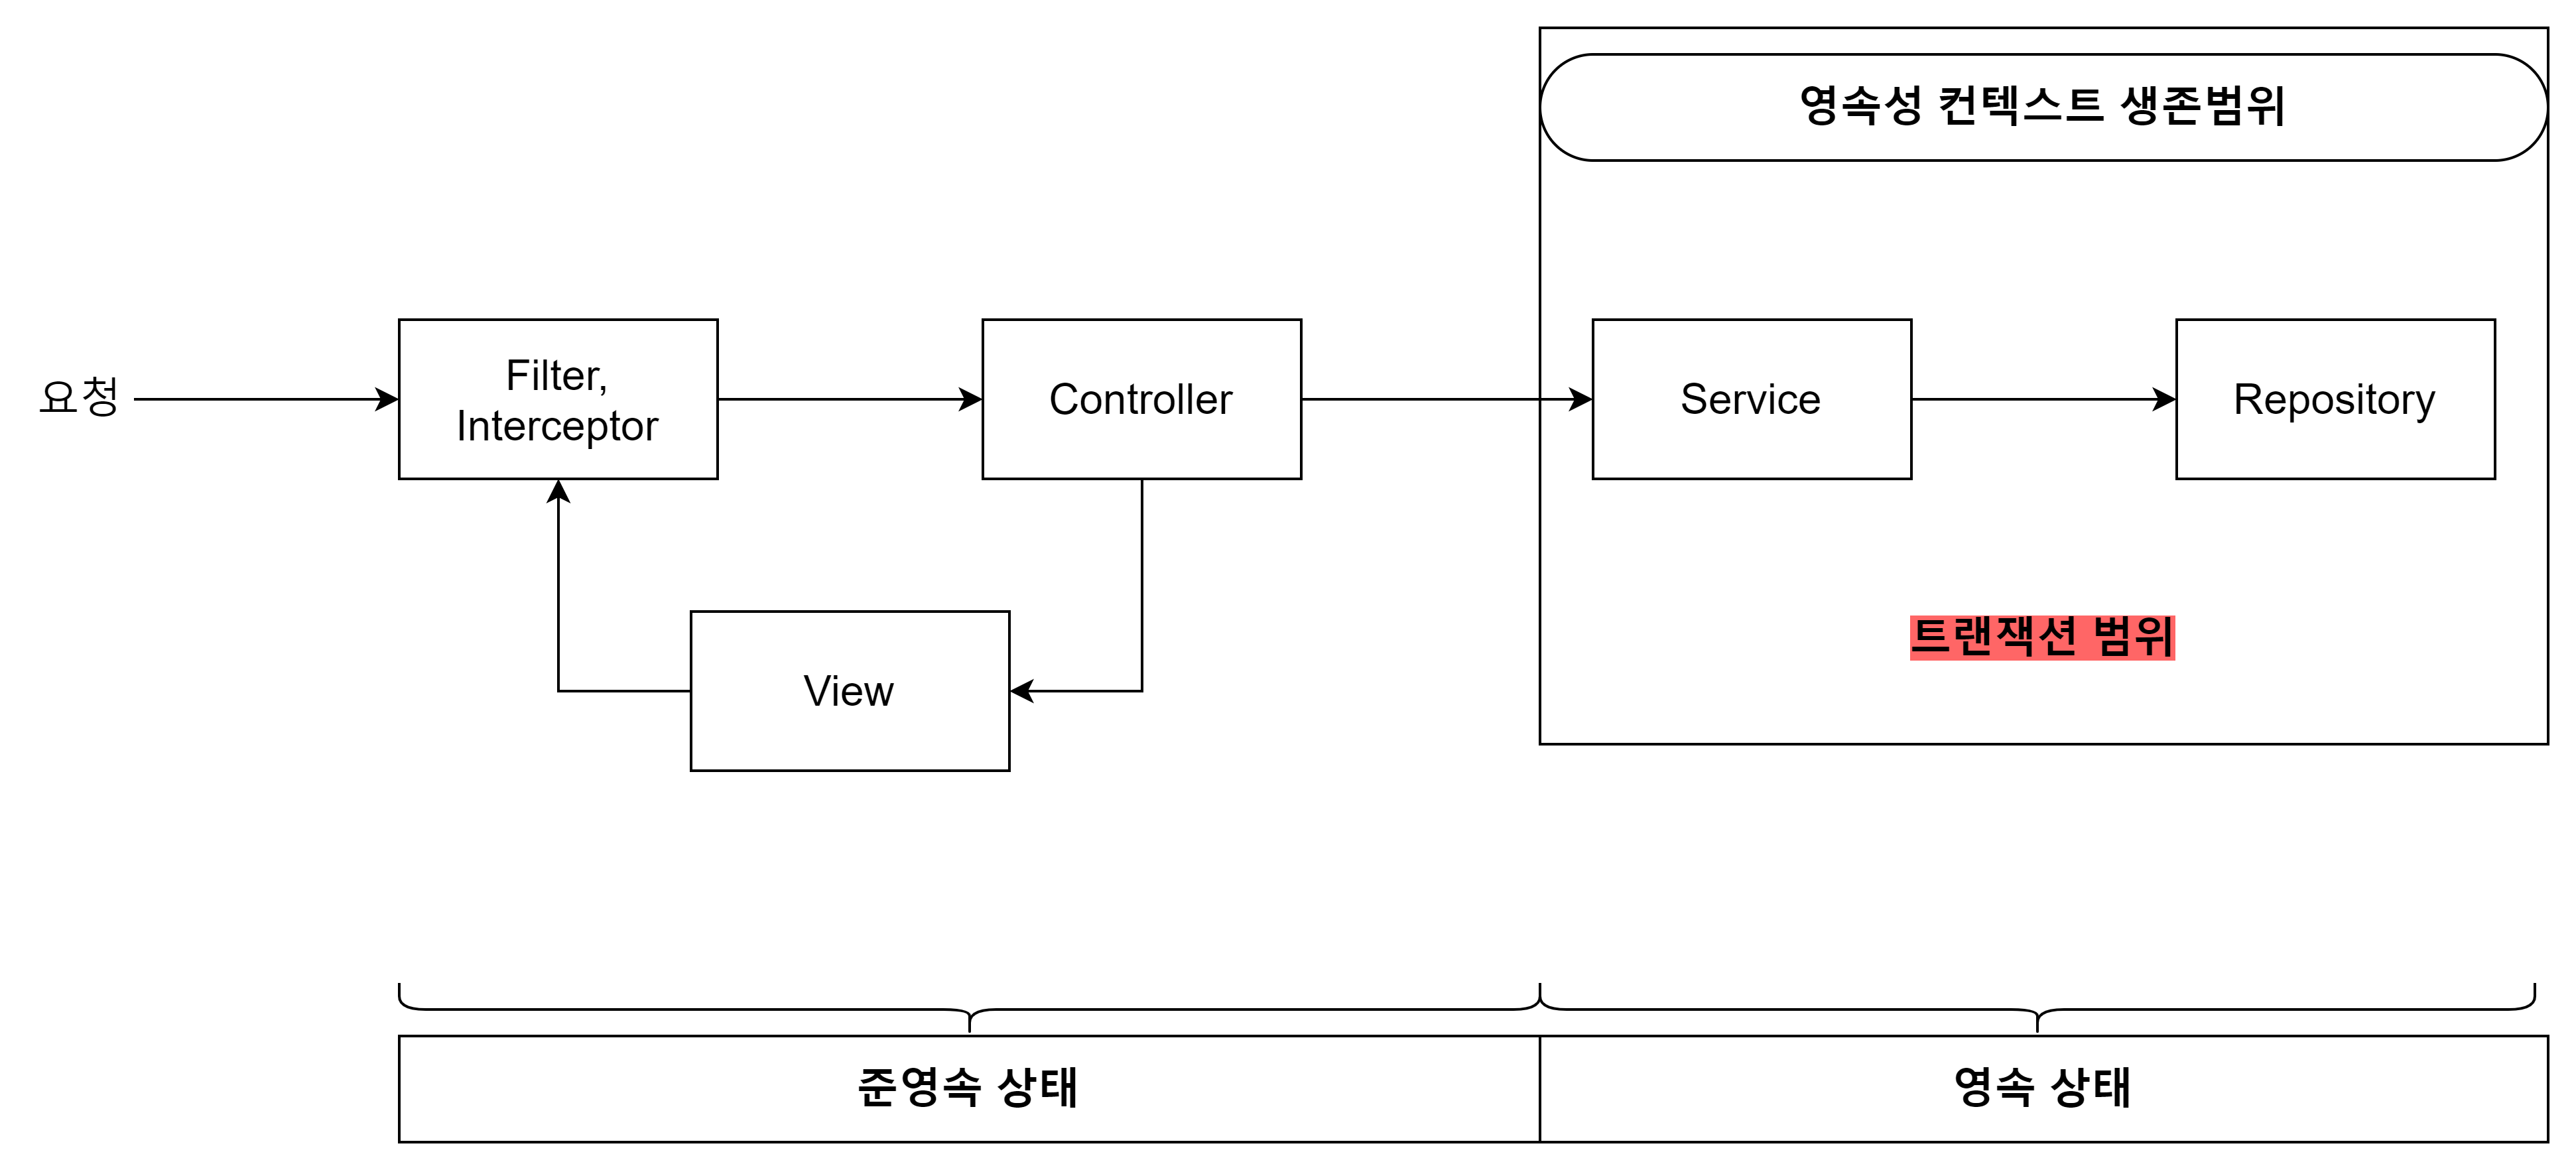 영속성 컨텍스트 생존범위
요청
Filter,
Interceptor
Controller
Service
Repository
View
트랜잭션 범위
준영속 상태
영속 상태